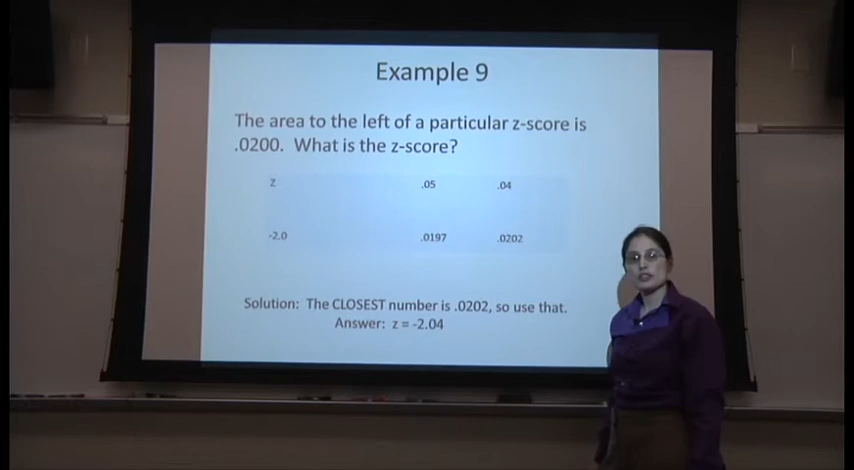 Example 9
The area to the left of a particular z-score is
.0200. What is the z-score?
z .05 .04
-2.0 .0197 .0202
Solution: The CLOSEST number is .0202, so use that.
Answer: z = -2.04